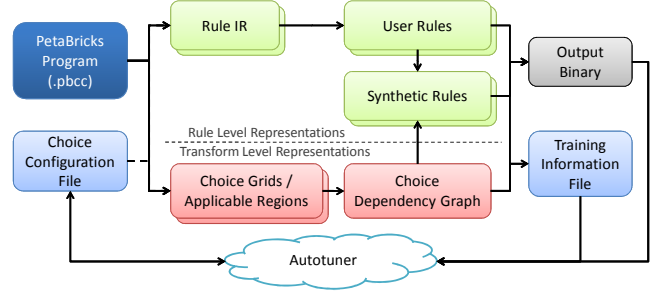 PetaBricks
Program
(.pbcc)
Rule IR
User Rules
Output
Binary
Synthetic Rules
Rule Level Representations
Transform Level Representations
Choice
Configuration
File
Choice Grids /
Applicable Regions
Choice
Dependency Graph
Training
Information
File
Autotuner